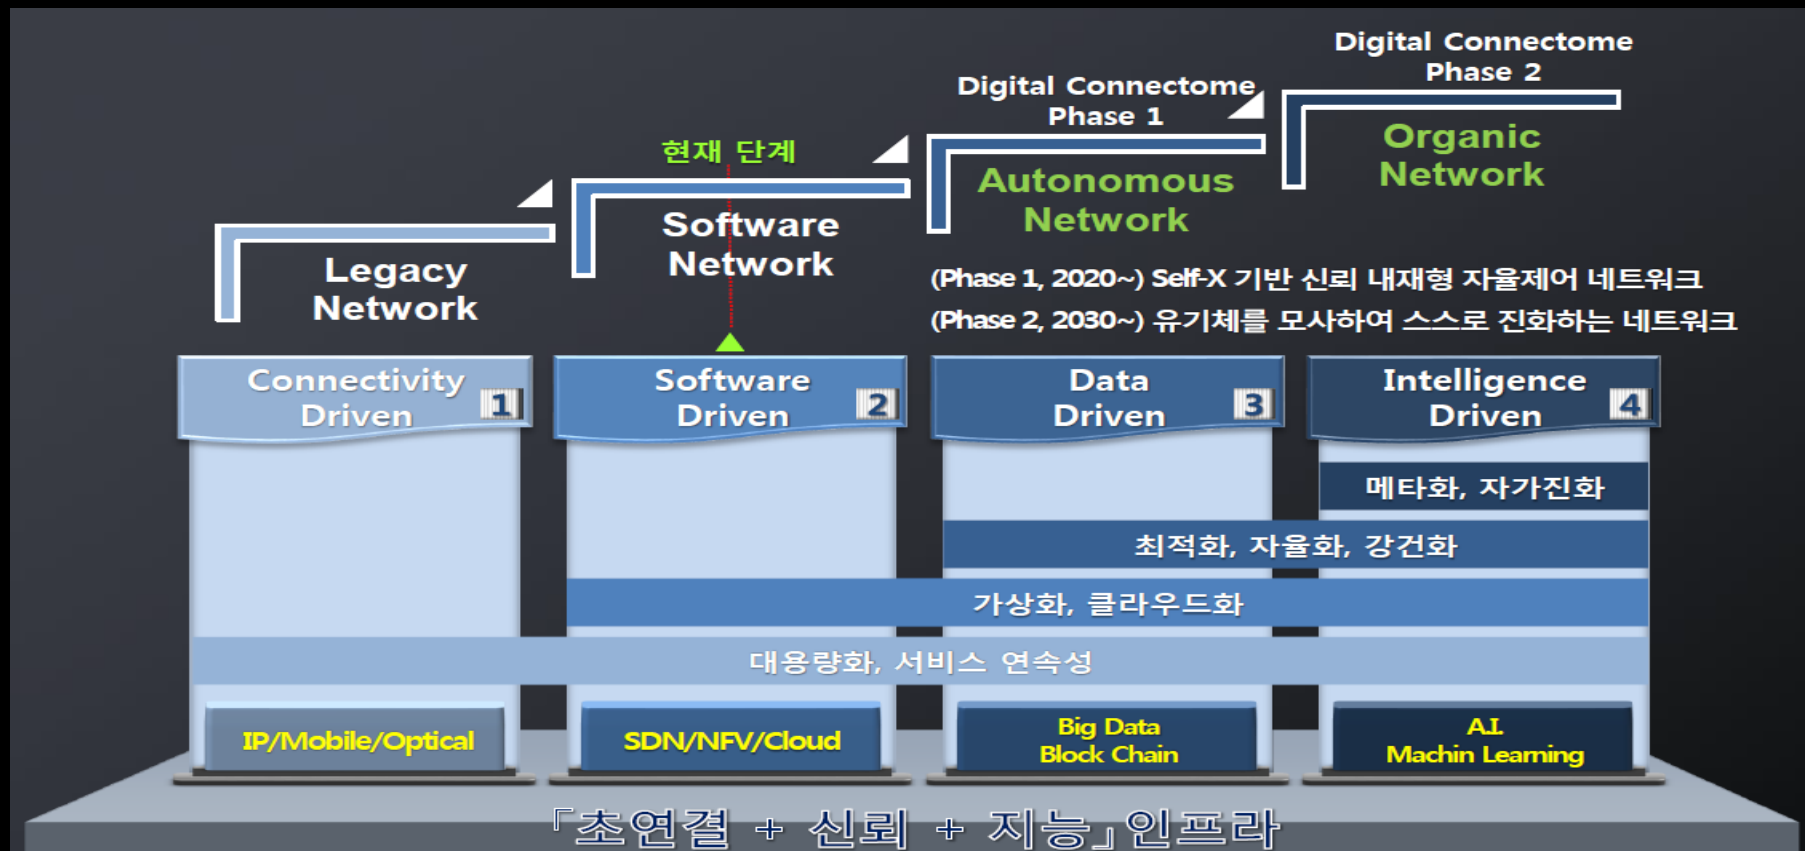 Digital Connectome
Phase 2
Digital Connectome
Phase 1
현재 단계
Organic
Network
Autonomous
Network
Software
Network
Legacy
Network
(Phase 1, 2020~) Self-X 기반 신뢰 내재형 자율제어 네트워크
(Phase 2, 2030~) 유기체를 모사하여 스스로 진화하는 네트워크
Connectivity
Driven
1
Software
Driven
2
Data
Driven
3
Intelligence
Driven
4
메타화, 자가진화
최적화, 자율화, 강건화
가상화, 클라우드화
대용량화, 서비스 연속성
IP/Mobile/Optical
SDN/NFV/Cloud
Big Data
Block Chain
A.I.
Machin Learning
「초연결 + 신뢰 + 지능」인프라